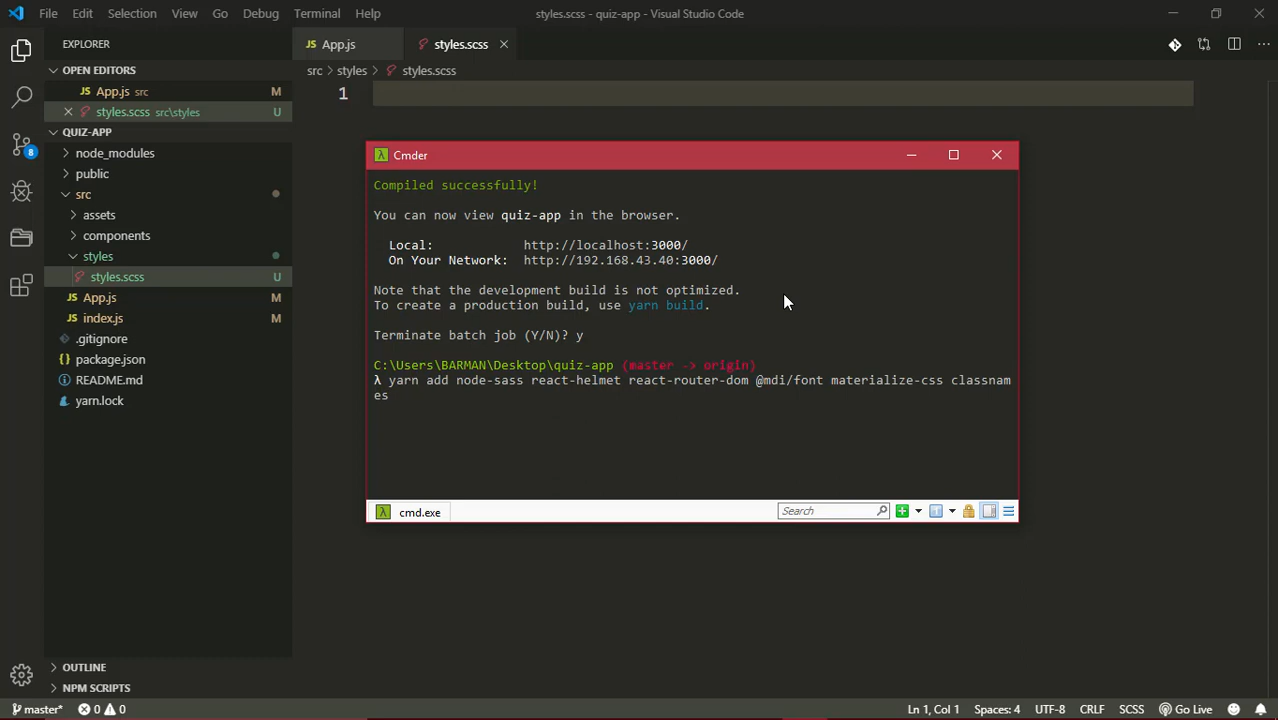 File Edit Selection View Go Debug Terminal Help styles.scss - quiz-app - Visual Studio Code
EXPLORER
JS App.js
styles.scss
OPEN EDITORS
src > styles > styles.scss
JS App.js src M
styles.scss src\styles U
1
QUIZ-APP
node_modules
public
src
assets
components
styles
styles.scss U
JS App.js M
JS index.js M
.gitignore
package.json
README.md
yarn.lock
8
OUTLINE
NPM SCRIPTS
λ Cmder
Compiled successfully!
You can now view quiz-app in the browser.
Local: http://localhost:3000/
On Your Network: http://192.168.43.40:3000/
Note that the development build is not optimized.
To create a production build, use yarn build.
Terminate batch job (Y/N)? y
C:\Users\BARMAN\Desktop\quiz-app (master -> origin)
λ yarn add node-sass react-helmet react-router-dom @mdi/font materialize-css classnam
es
λ cmd.exe
Search
master* 0 0 Ln 1, Col 1 Spaces: 4 UTF-8 CRLF SCSS Go Live